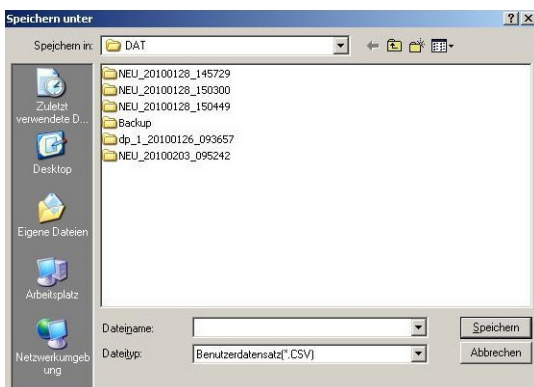 Speichern unter
Speichern in:
DAT
Zuletzt
verwendete D...
Desktop
Eigene Dateien
Arbeitsplatz
Netzwerkumgeb
ung
NEU_20100128_145729
NEU_20100128_150300
NEU_20100128_150449
Backup
dp_1_20100126_093657
NEU_20100203_095242
Dateiname:
Speichern
Dateityp:
Benutzerdatensatz(*.CSV)
Abbrechen